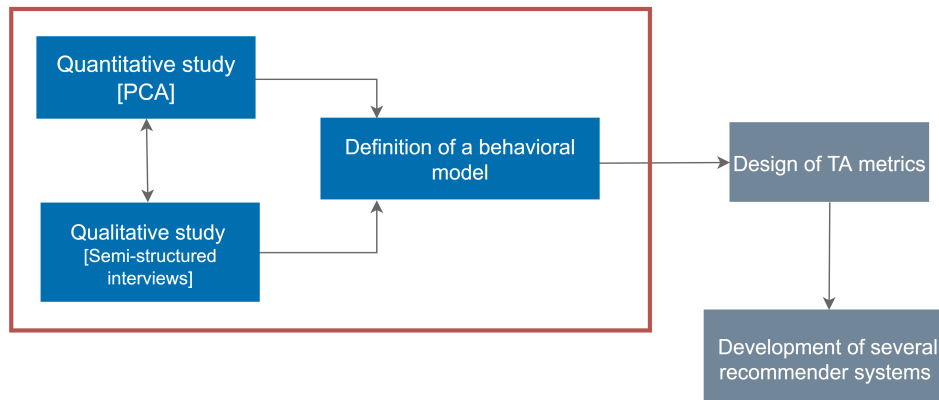 Quantitative study
[PCA]
Definition of a behavioral
model
Design of TA metrics
Qualitative study
[Semi-structured
interviews]
Development of several
recommender systems